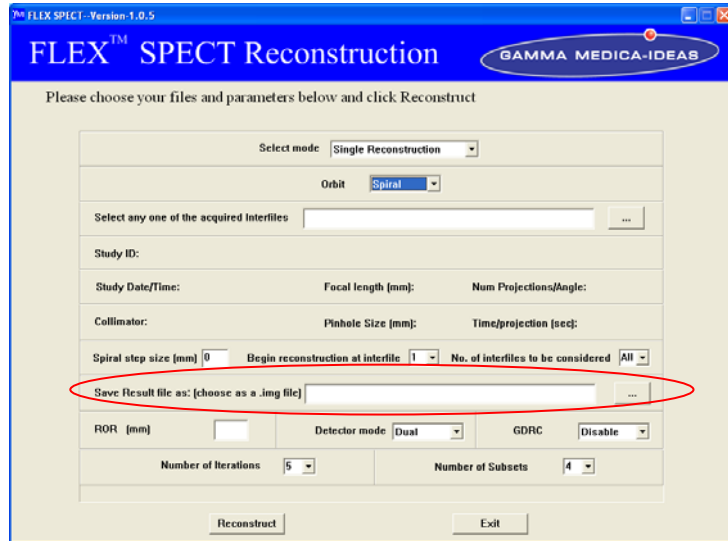 FLEX SPECT--Version-1.0.5
FLEX™ SPECT Reconstruction
GAMMA MEDICA-IDEAS
Please choose your files and parameters below and click Reconstruct
Select mode Single Reconstruction
Orbit Spiral
Select any one of the acquired Interfiles ...
Study ID:
Study Date/Time: Focal length (mm): Num Projections/Angle:
Collimator: Pinhole Size (mm): Time/projection (sec):
Spiral step size (mm) 0 Begin reconstruction at interfile 1 No. of interfiles to be considered All
Save Result file as: (choose as a .img file) ...
ROR (mm) Detector mode Dual GDRC Disable
Number of Iterations 5 Number of Subsets 4
Reconstruct Exit